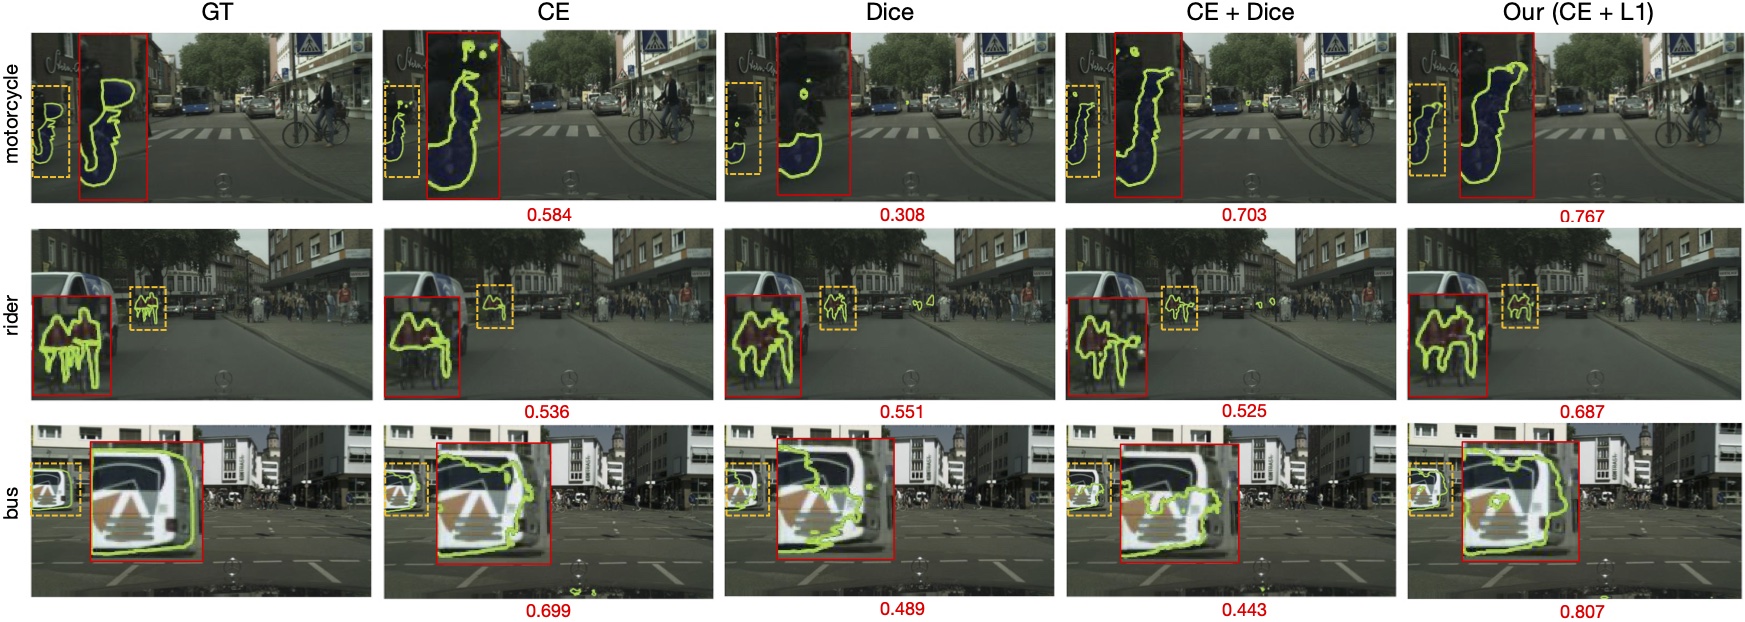 GT CE Dice CE + Dice Our (CE + L1)
motorcycle
0.584 0.308 0.703 0.767
rider
0.536 0.551 0.525 0.687
bus
0.699 0.489 0.443 0.807